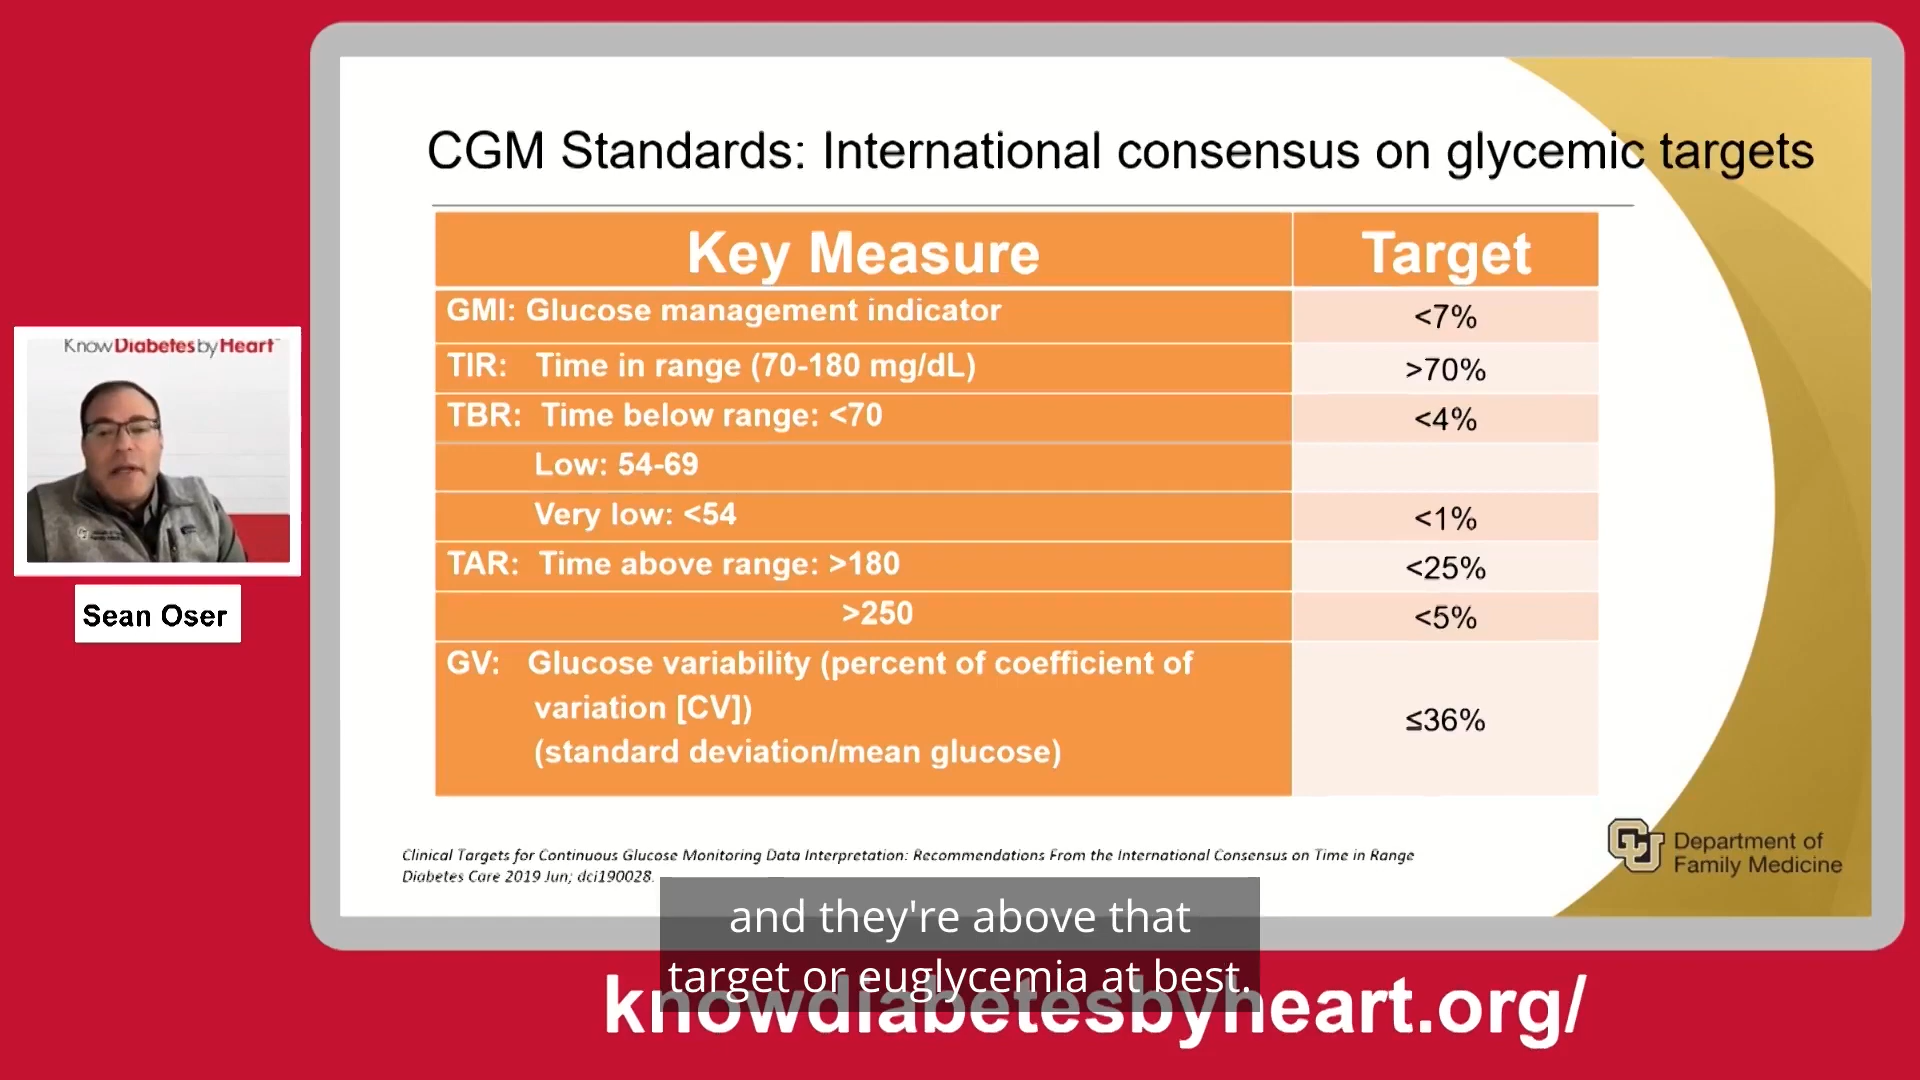 CGM Standards: International consensus on glycemic targets
Key Measure Target
GMI: Glucose management indicator <7%
TIR: Time in range (70-180 mg/dL) >70%
TBR: Time below range: <70 <4%
Low: 54-69
Very low: <54 <1%
TAR: Time above range: >180 <25%
>250 <5%
GV: Glucose variability (percent of coefficient of
variation [CV])
(standard deviation/mean glucose)
≤36%
KnowDiabetesbyHeart
Sean Oser
Clinical Targets for Continuous Glucose Monitoring Data Interpretation: Recommendations From the International Consensus on Time in Range
Diabetes Care 2019 Jun; dci190028.
Department of
Family Medicine
and they're above that
target or euglycemia at best.
knowdiabetesbyheart.org/